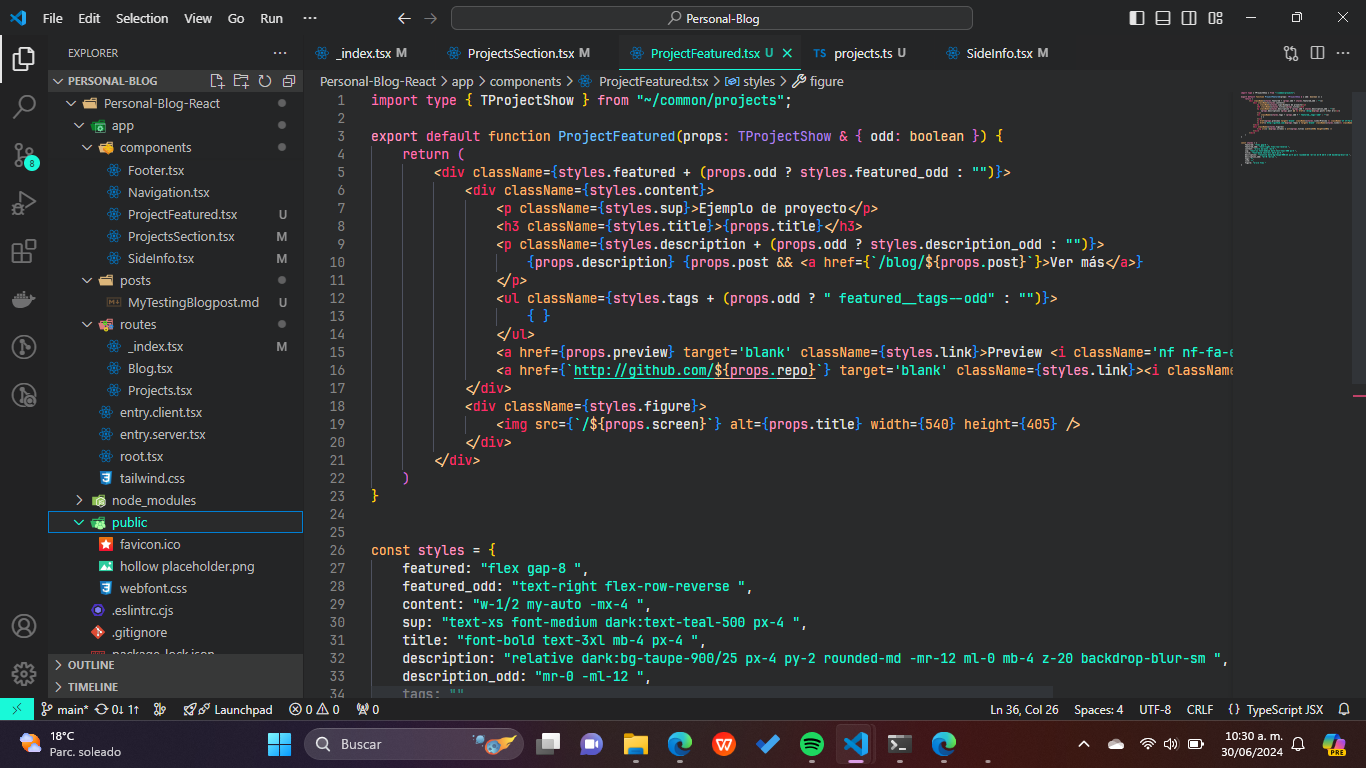 File Edit Selection View Go Run ··· Personal-Blog
EXPLORER
PERSONAL-BLOG
Personal-Blog-React
app
components
Footer.tsx
Navigation.tsx
ProjectFeatured.tsx U
ProjectsSection.tsx M
SideInfo.tsx M
posts
MyTestingBlogpost.md U
routes
_index.tsx M
Blog.tsx
Projects.tsx
entry.client.tsx
entry.server.tsx
root.tsx
tailwind.css
node_modules
public
favicon.ico
hollow placeholder.png
webfont.css
.eslintrc.cjs
.gitignore
package-lock.json
OUTLINE
TIMELINE
8
_index.tsx M ProjectsSection.tsx M ProjectFeatured.tsx U TS projects.ts U SideInfo.tsx M
Personal-Blog-React > app > components > ProjectFeatured.tsx > styles > figure
1 import type { TProjectShow } from "~/common/projects";
2
3 export default function ProjectFeatured(props: TProjectShow & { odd: boolean }) {
4 return (
5 <div className={styles.featured + (props.odd ? styles.featured_odd : "")}>
6 <div className={styles.content}>
7 <p className={styles.sup}>Ejemplo de proyecto</p>
8 <h3 className={styles.title}>{props.title}</h3>
9 <p className={styles.description + (props.odd ? styles.description_odd : "")}>
10 {props.description} {props.post && <a href={`/blog/${props.post}`}>Ver más</a>}
11 </p>
12 <ul className={styles.tags + (props.odd ? " featured__tags--odd" : "")}>
13 { }
14 </ul>
15 <a href={props.preview} target='blank' className={styles.link}>Preview <i className='nf nf-fa-e
16 <a href={`http://github.com/${props.repo}`} target='blank' className={styles.link}><i classNam
17 </div>
18 <div className={styles.figure}>
19 <img src={`/${props.screen}`} alt={props.title} width={540} height={405} />
20 </div>
21 </div>
22 )
23 }
24
25
26 const styles = {
27 featured: "flex gap-8 ",
28 featured_odd: "text-right flex-row-reverse ",
29 content: "w-1/2 my-auto -mx-4 ",
30 sup: "text-xs font-medium dark:text-teal-500 px-4 ",
31 title: "font-bold text-3xl mb-4 px-4 ",
32 description: "relative dark:bg-taupe-900/25 px-4 py-2 rounded-md -mr-12 ml-0 mb-4 z-20 backdrop-blur-sm ",
33 description_odd: "mr-0 -ml-12 ",
34 tags: ""
main* 0↓ 1↑ Launchpad 0 0 0 Ln 36, Col 26 Spaces: 4 UTF-8 CRLF {} TypeScript JSX
18°C
Parc. soleado
Buscar
10:30 a. m.
30/06/2024
PRE